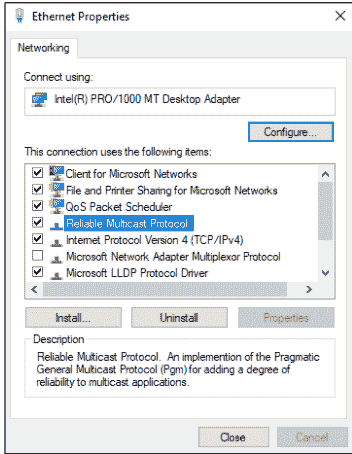 Ethernet Properties
Networking
Connect using:
Intel(R) PRO/1000 MT Desktop Adapter
Configure...
This connection uses the following items:
Client for Microsoft Networks
File and Printer Sharing for Microsoft Networks
QoS Packet Scheduler
Reliable Multicast Protocol
Internet Protocol Version 4 (TCP/IPv4)
Microsoft Network Adapter Multiplexor Protocol
Microsoft LLDP Protocol Driver
Install... Uninstall Properties
Description
Reliable Multicast Protocol. An implemention of the Pragmatic
General Multicast Protocol (Pgm) for adding a degree of
reliability to multicast applications.
Close Cancel